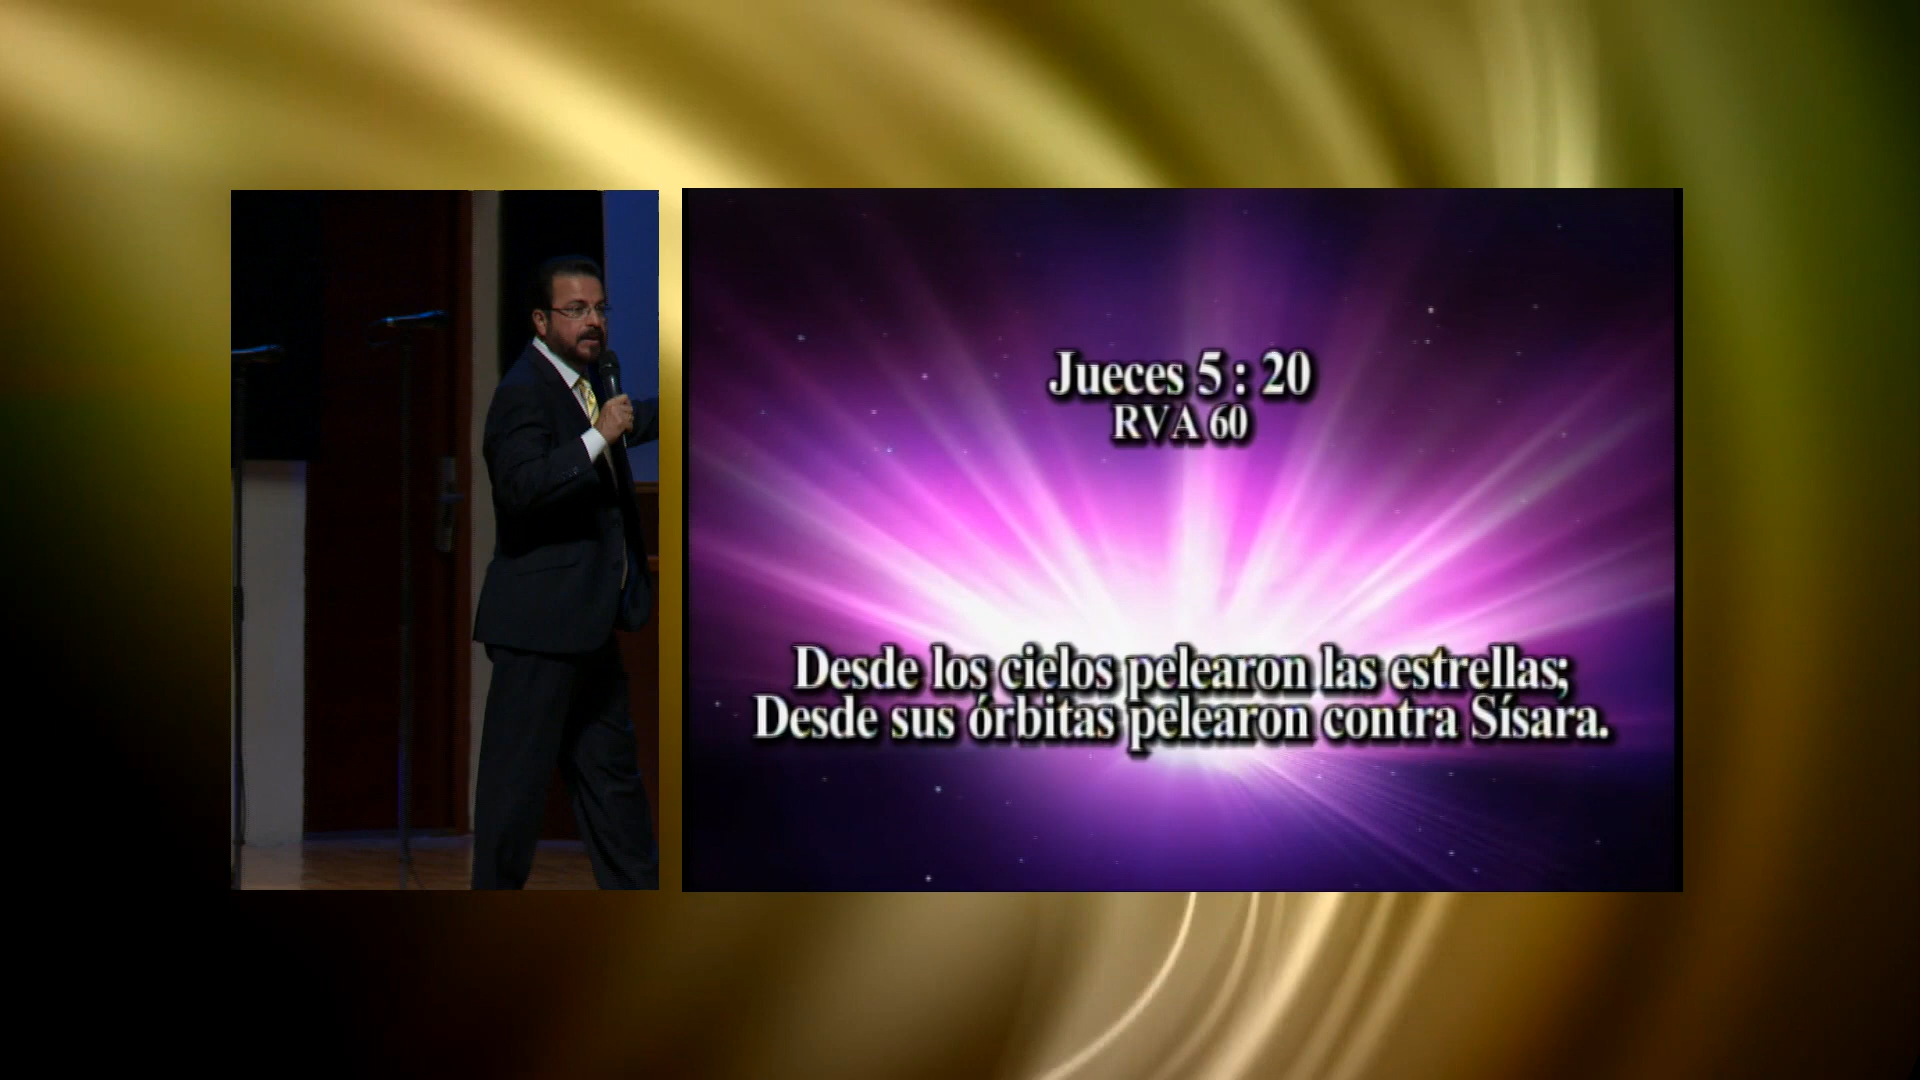 Jueces 5 : 20
RVA 60
Desde los cielos pelearon las estrellas;
Desde sus órbitas pelearon contra Sísara.